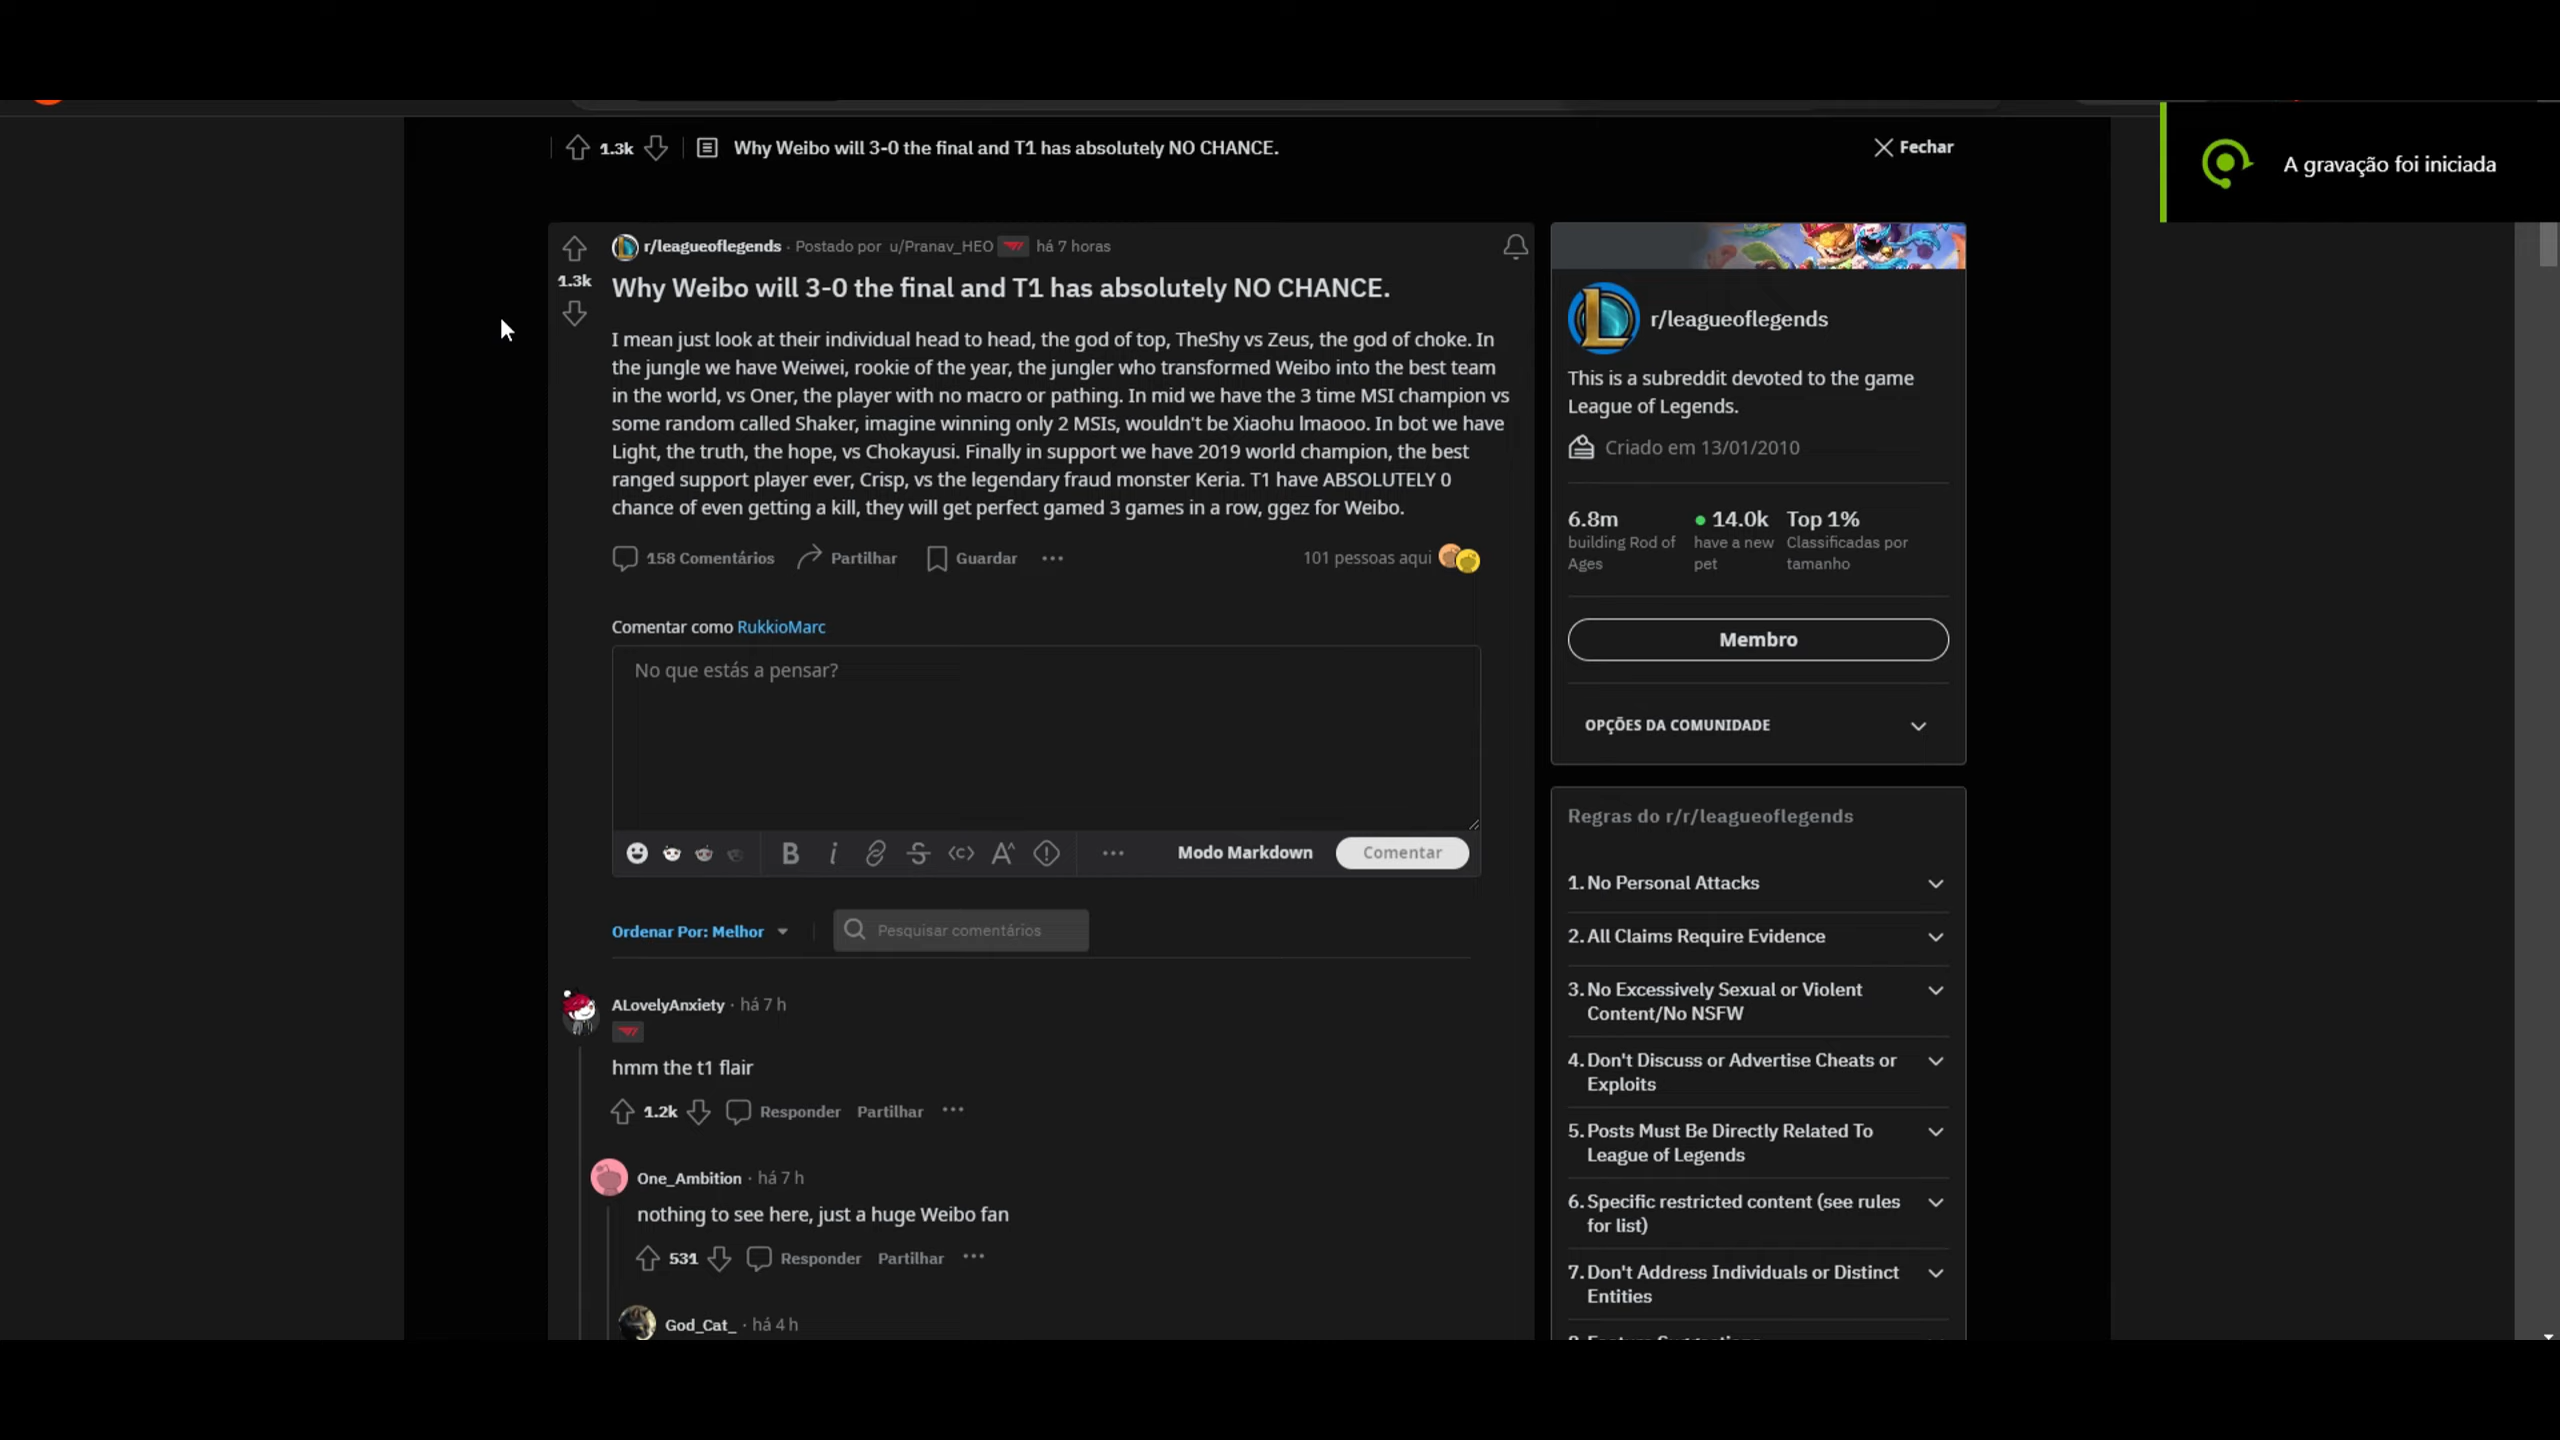 1.3k
Why Weibo will 3-0 the final and T1 has absolutely NO CHANCE.
Fechar
A gravação foi iniciada
r/leagueoflegends · Postado por u/Pranav_HEO há 7 horas
1.3k
Why Weibo will 3-0 the final and T1 has absolutely NO CHANCE.
I mean just look at their individual head to head, the god of top, TheShy vs Zeus, the god of choke. In
the jungle we have Weiwei, rookie of the year, the jungler who transformed Weibo into the best team
in the world, vs Oner, the player with no macro or pathing. In mid we have the 3 time MSI champion vs
some random called Shaker, imagine winning only 2 MSIs, wouldn't be Xiaohu lmaooo. In bot we have
Light, the truth, the hope, vs Chokayusi. Finally in support we have 2019 world champion, the best
ranged support player ever, Crisp, vs the legendary fraud monster Keria. T1 have ABSOLUTELY 0
chance of even getting a kill, they will get perfect gamed 3 games in a row, ggez for Weibo.
158 Comentários Partilhar Guardar ··· 101 pessoas aqui
Comentar como RukkioMarc
No que estás a pensar?
B i A^ ··· Modo Markdown Comentar
Ordenar Por: Melhor
Pesquisar comentários
ALovelyAnxiety · há 7 h
hmm the t1 flair
1.2k Responder Partilhar ···
One_Ambition · há 7 h
nothing to see here, just a huge Weibo fan
531 Responder Partilhar ···
God_Cat_ · há 4 h
r/leagueoflegends
This is a subreddit devoted to the game
League of Legends.
Criado em 13/01/2010
6.8m 14.0k Top 1%
building Rod of have a new Classificadas por
Ages pet tamanho
Membro
OPÇÕES DA COMUNIDADE
Regras do r/r/leagueoflegends
1. No Personal Attacks
2. All Claims Require Evidence
3. No Excessively Sexual or Violent
Content/No NSFW
4. Don't Discuss or Advertise Cheats or
Exploits
5. Posts Must Be Directly Related To
League of Legends
6. Specific restricted content (see rules
for list)
7. Don't Address Individuals or Distinct
Entities